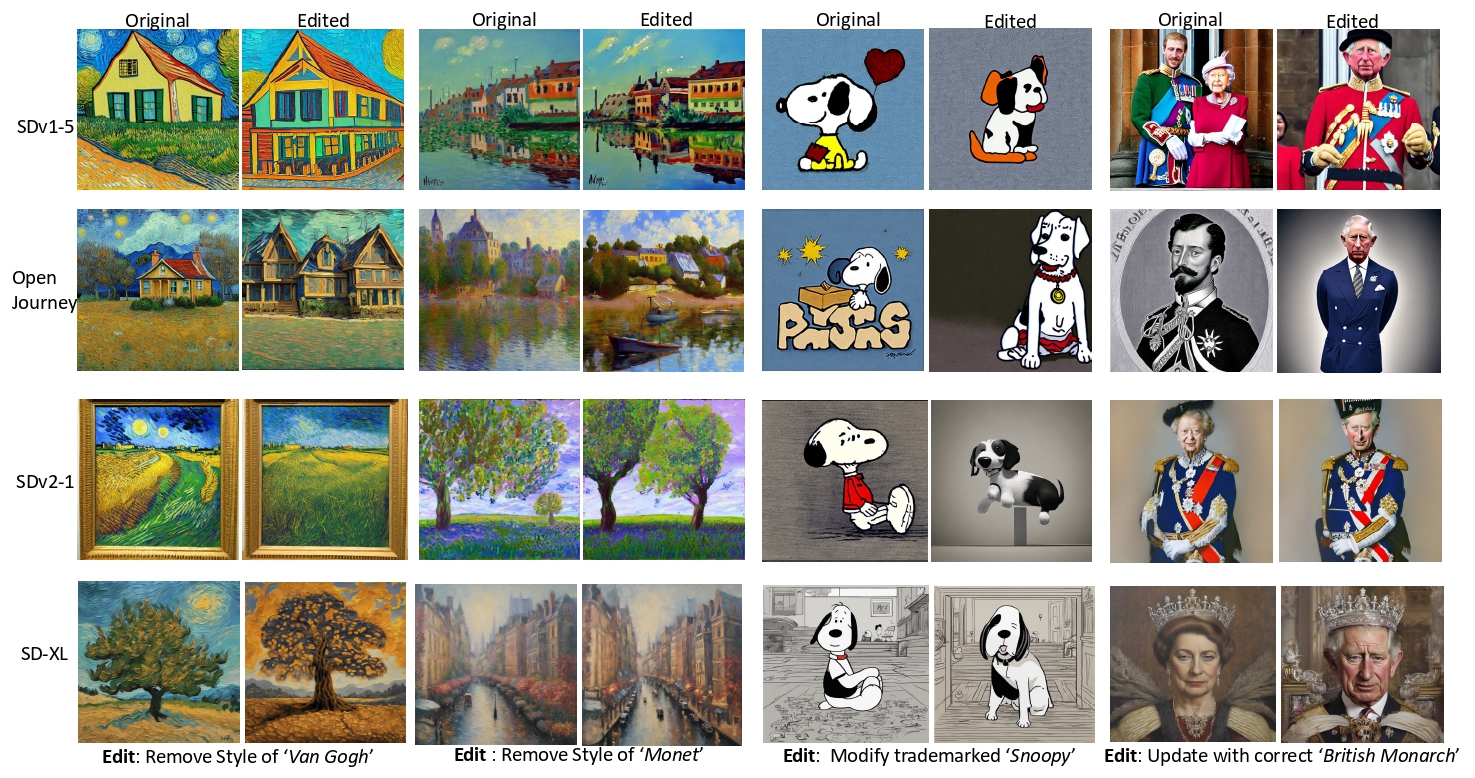 Original Edited Original Edited Original Edited Original Edited
SDv1-5
Open
Journey
SDv2-1
SD-XL
Edit: Remove Style of ‘Van Gogh’
Edit : Remove Style of ‘Monet’
Edit: Modify trademarked ‘Snoopy’
Edit: Update with correct ‘British Monarch’